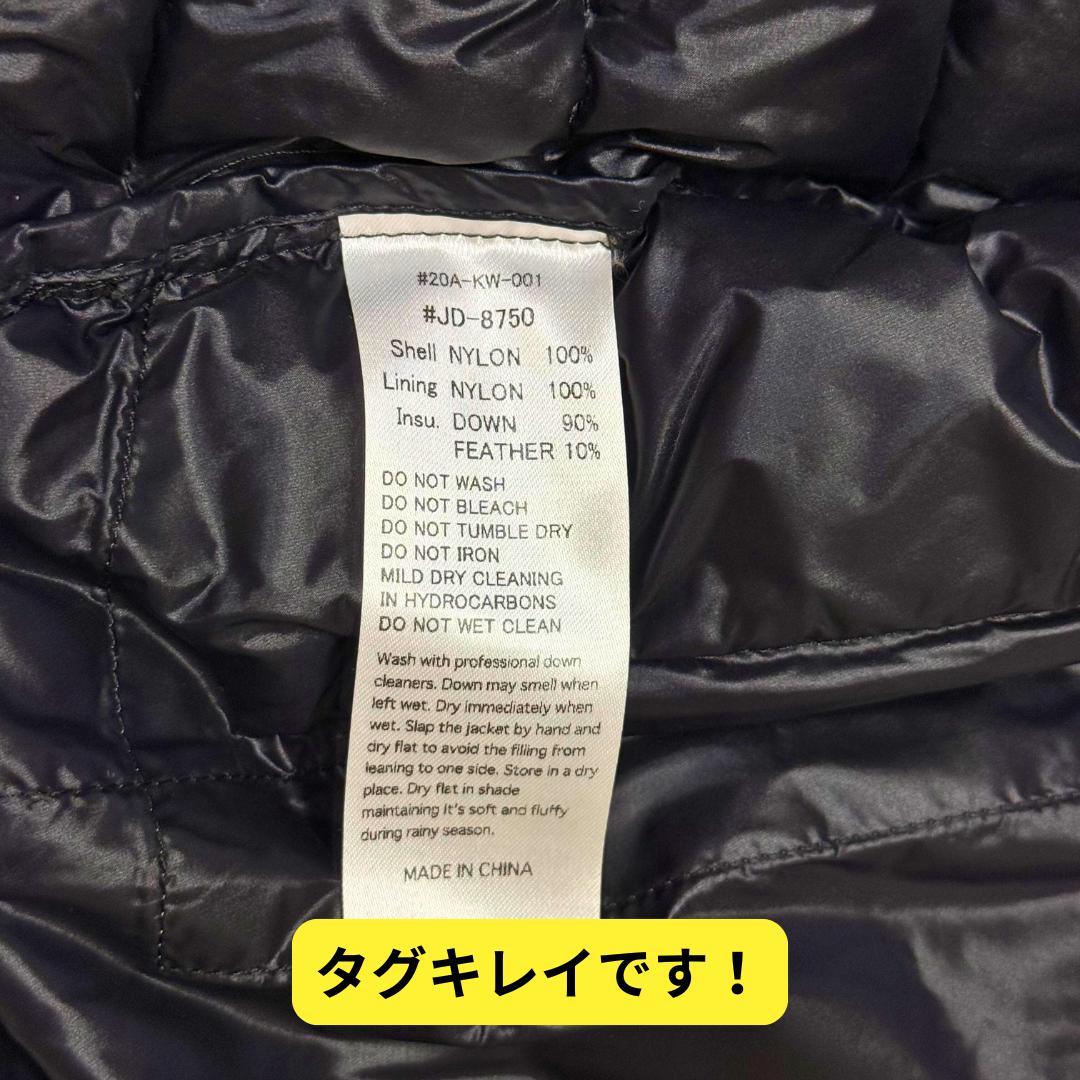 #20A-KW-001
#JD-8750
Shell NYLON 100%
Lining NYLON 100%
Insu. DOWN 90%
FEATHER 10%
DO NOT WASH
DO NOT BLEACH
DO NOT TUMBLE DRY
DO NOT IRON
MILD DRY CLEANING
IN HYDROCARBONS
DO NOT WET CLEAN
Wash with professional down
cleaners. Down may smell when
left wet. Dry immediately when
wet. Slap the jacket by hand and
dry flat to avoid the filling from
leaning to one side. Store in a dry
place. Dry flat in shade
maintaining it's soft and fluffy
during rainy season.
MADE IN CHINA
タグキレイです！